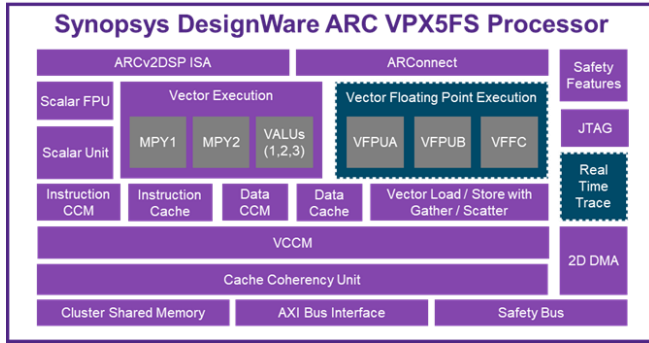 Synopsys DesignWare ARC VPX5FS Processor
ARCv2DSP ISA
ARConnect
Safety
Features
Scalar FPU
Vector Execution
Vector Floating Point Execution
MPY1
MPY2
VALUs
(1,2,3)
VFPUA
VFPUB
VFFC
JTAG
Scalar Unit
Real
Time
Trace
Instruction
CCM
Instruction
Cache
Data
CCM
Data
Cache
Vector Load / Store with
Gather / Scatter
VCCM
2D DMA
Cache Coherency Unit
Cluster Shared Memory
AXI Bus Interface
Safety Bus